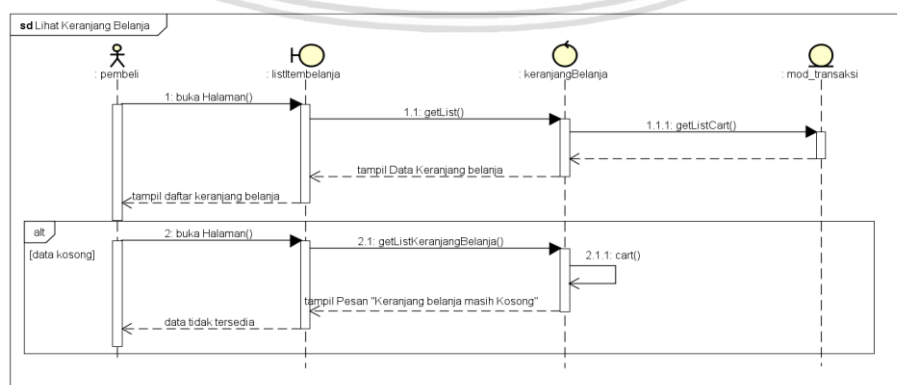 sd Lihat Keranjang Belanja
: pembeli
: listItembelanja
: keranjangBelanja
: mod_transaksi
1: buka Halaman()
1.1: getList()
1.1.1: getListCart()
tampil Data Keranjang belanja
tampil daftar keranjang belanja
alt
[data kosong]
2: buka Halaman()
2.1: getListKeranjangBelanja()
2.1.1: cart()
tampil Pesan "Keranjang belanja masih Kosong"
data tidak tersedia